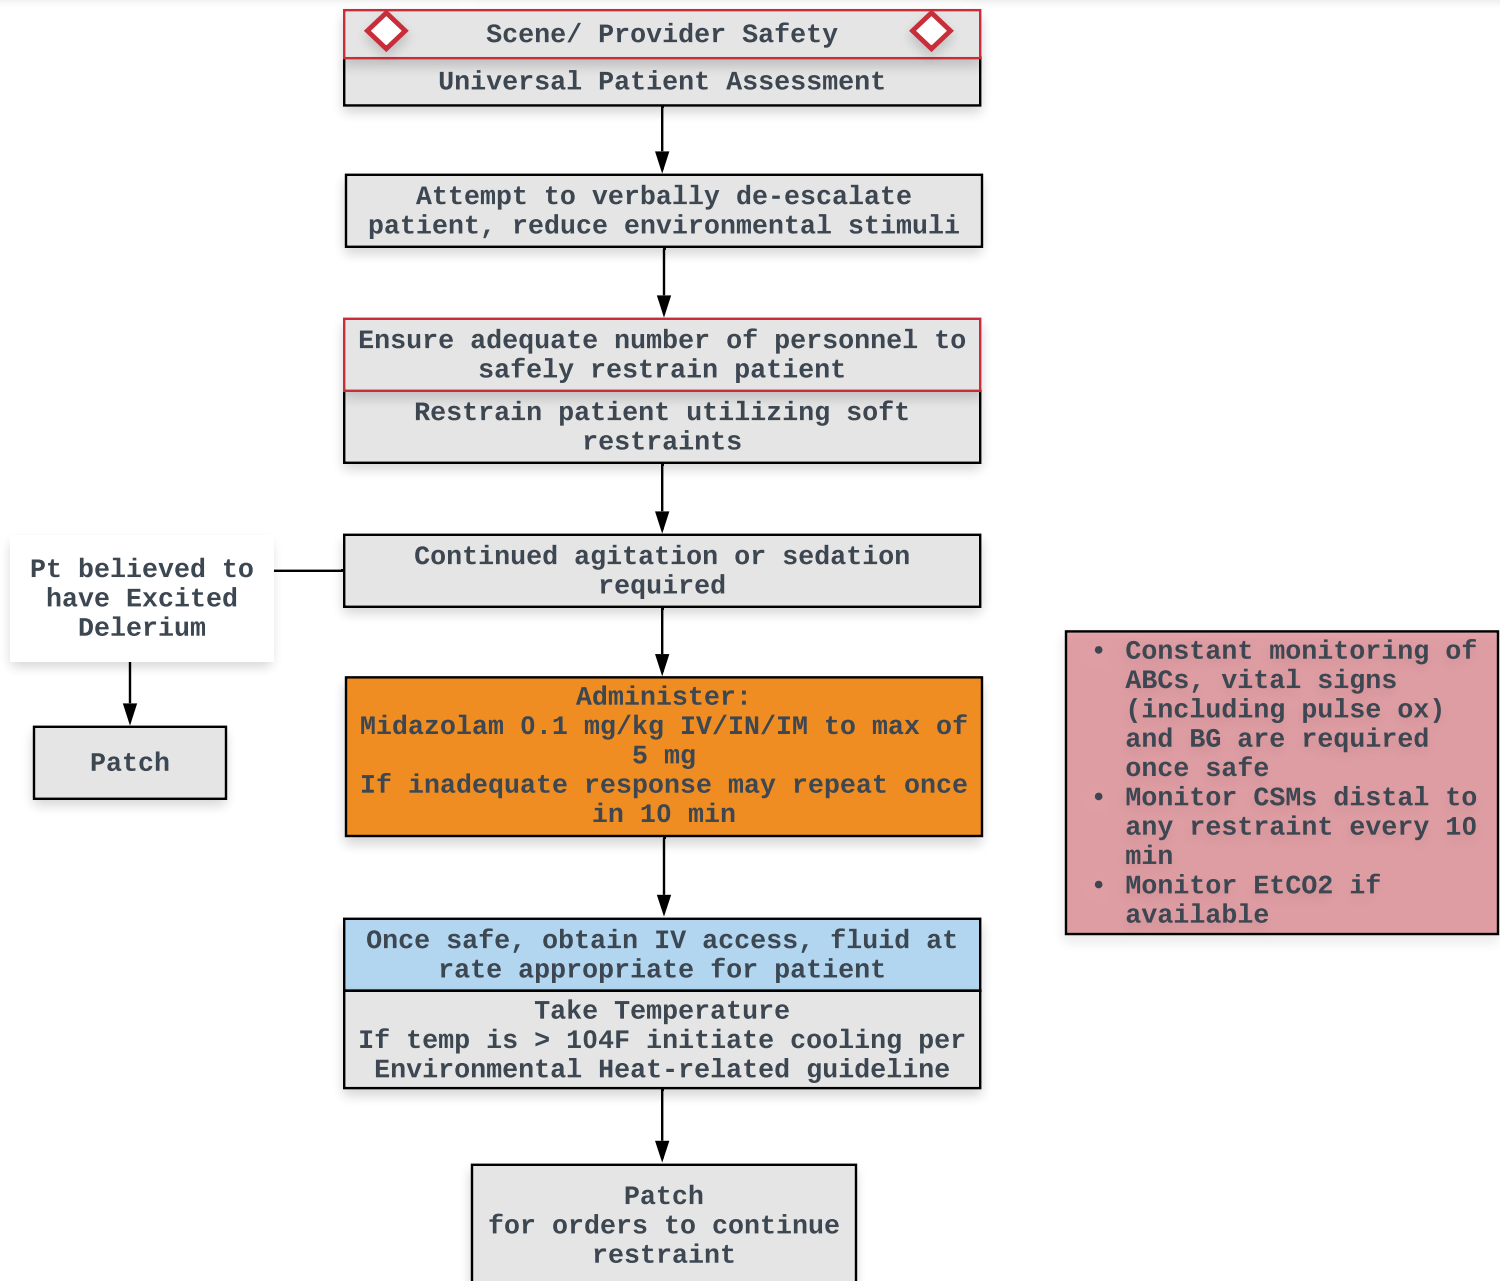 Scene/ Provider Safety
Universal Patient Assessment
Attempt to verbally de-escalate
patient, reduce environmental stimuli
Ensure adequate number of personnel to
safely restrain patient
Restrain patient utilizing soft
restraints
Continued agitation or sedation
required
Pt believed to
have Excited
Delerium
Patch
Administer:
Midazolam 0.1 mg/kg IV/IN/IM to max of
5 mg
If inadequate response may repeat once
in 10 min
• Constant monitoring of
ABCs, vital signs
(including pulse ox)
and BG are required
once safe
• Monitor CSMs distal to
any restraint every 10
min
• Monitor EtCO2 if
available
Once safe, obtain IV access, fluid at
rate appropriate for patient
Take Temperature
If temp is > 104F initiate cooling per
Environmental Heat-related guideline
Patch
for orders to continue
restraint